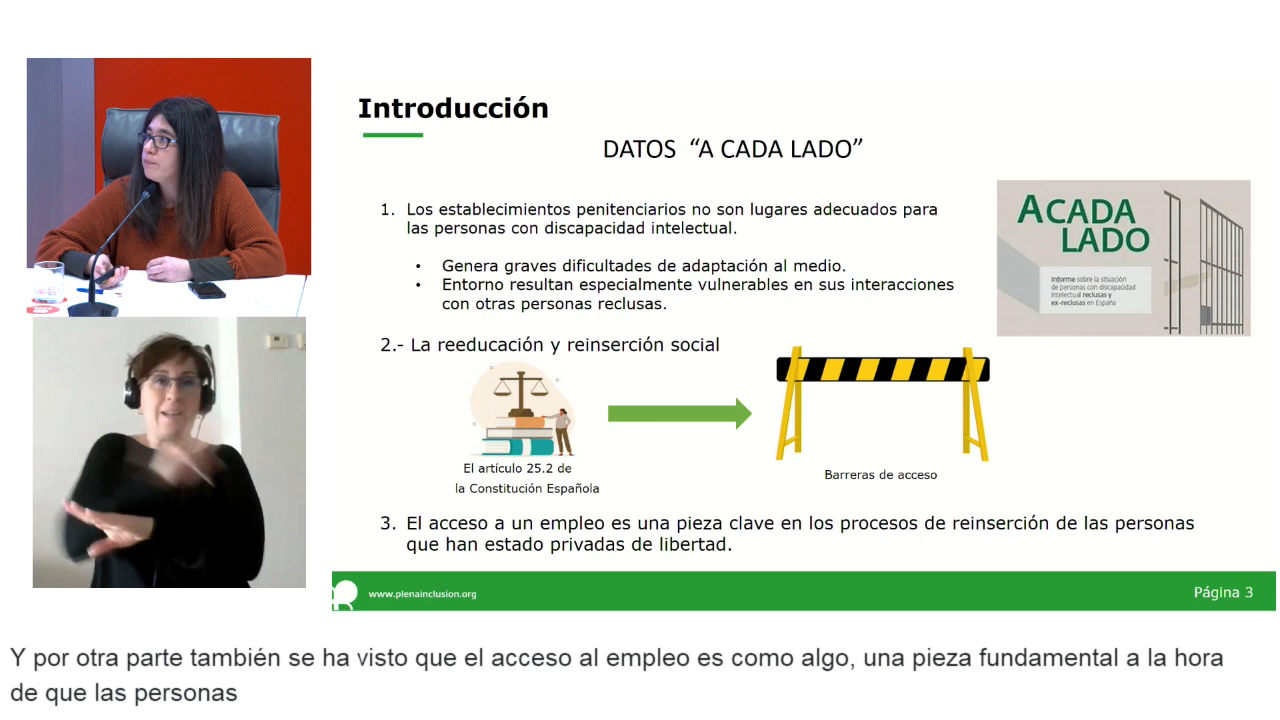 Introducción
DATOS “A CADA LADO”
1. Los establecimientos penitenciarios no son lugares adecuados para
las personas con discapacidad intelectual.
• Genera graves dificultades de adaptación al medio.
• Entorno resultan especialmente vulnerables en sus interacciones
con otras personas reclusas.
A CADA
LADO
Informe sobre la situación
de personas con discapacidad
intelectual reclusas y
ex-reclusas en España
2.- La reeducación y reinserción social
El artículo 25.2 de
la Constitución Española
Barreras de acceso
3. El acceso a un empleo es una pieza clave en los procesos de reinserción de las personas
que han estado privadas de libertad.
www.plenainclusion.org
Página 3
Y por otra parte también se ha visto que el acceso al empleo es como algo, una pieza fundamental a la hora
de que las personas